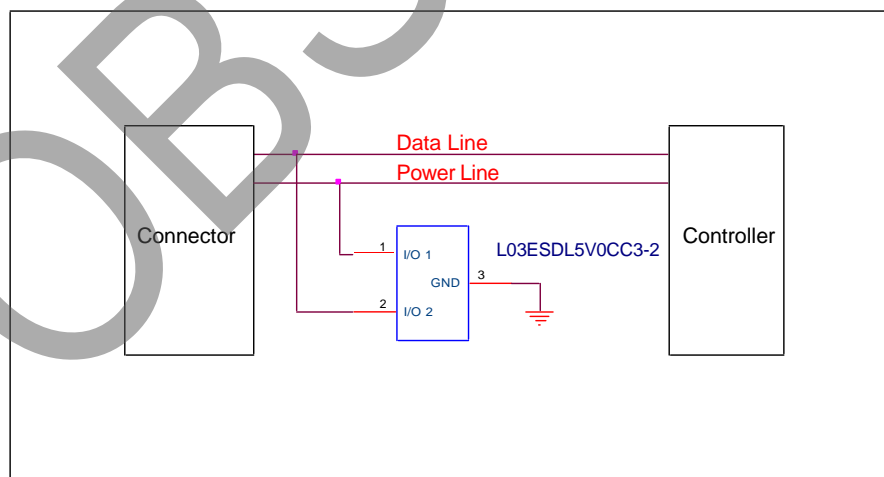 Data Line
Power Line
Connector
1
I/O 1
L03ESDL5V0CC3-2
Controller
GND
3
2
I/O 2